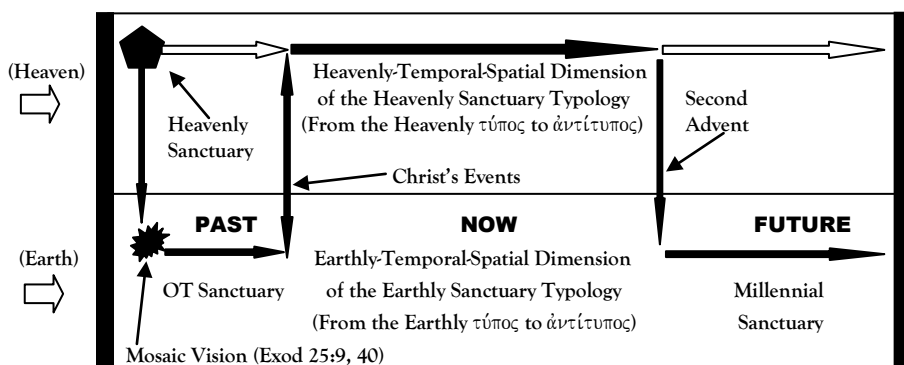 (Heaven)
Heavenly
Sanctuary
Heavenly-Temporal-Spatial Dimension
of the Heavenly Sanctuary Typology
(From the Heavenly τύπος to ἀντίτυπος)
Second
Advent
Christ's Events
PAST
NOW
FUTURE
(Earth)
OT Sanctuary
Earthly-Temporal-Spatial Dimension
of the Earthly Sanctuary Typology
(From the Earthly τύπος to ἀντίτυπος)
Millennial
Sanctuary
Mosaic Vision (Exod 25:9, 40)